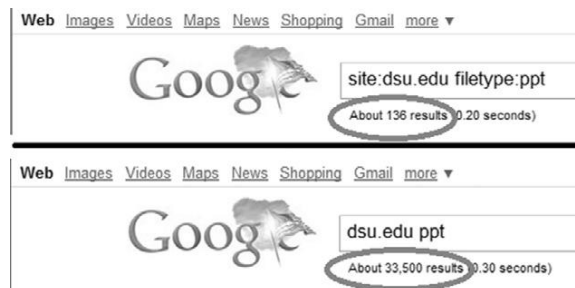 Web Images Videos Maps News Shopping Gmail more ▼
Google
site:dsu.edu filetype:ppt
About 136 results (0.20 seconds)
Web Images Videos Maps News Shopping Gmail more ▼
Google
dsu.edu ppt
About 33,500 results (0.30 seconds)